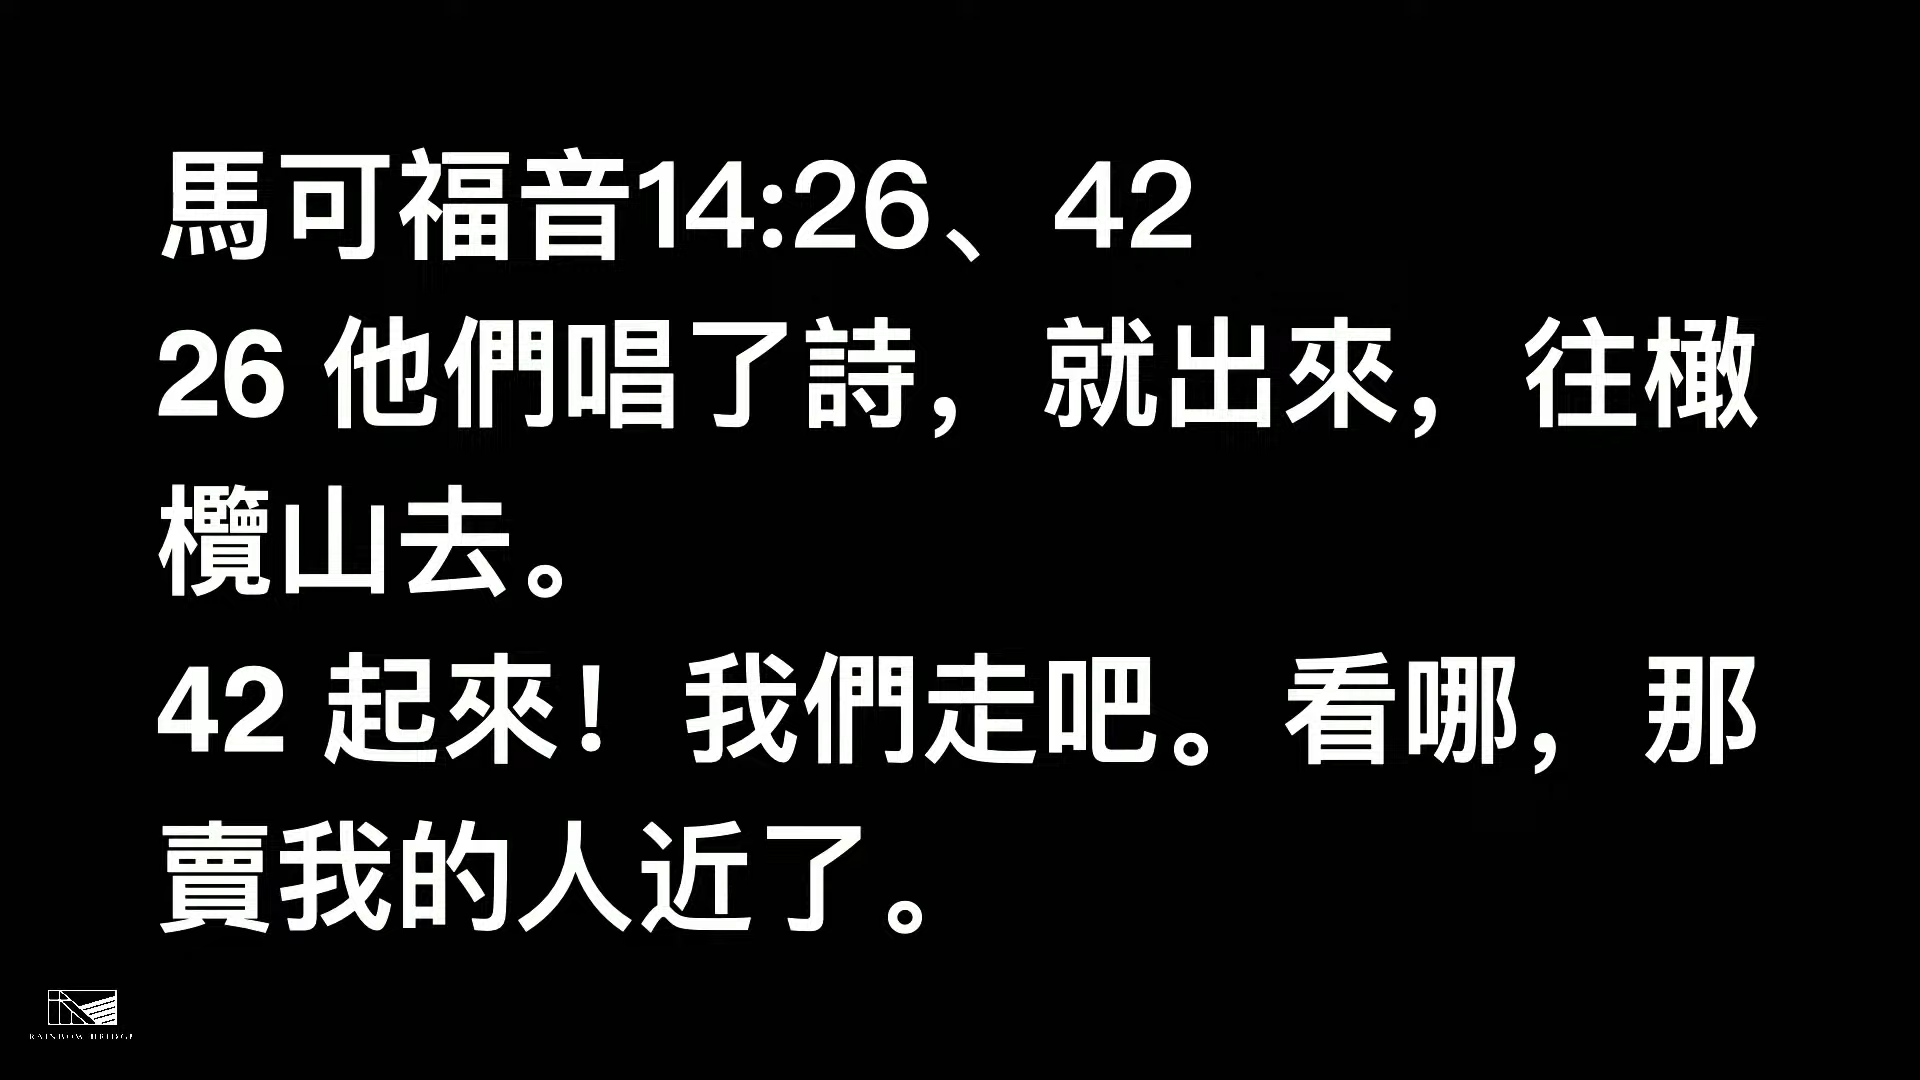 馬可福音14:26、42
26 他們唱了詩，就出來，往橄
欖山去。
42 起來！我們走吧。看哪，那
賣我的人近了。
RAINBOW BRIDGE